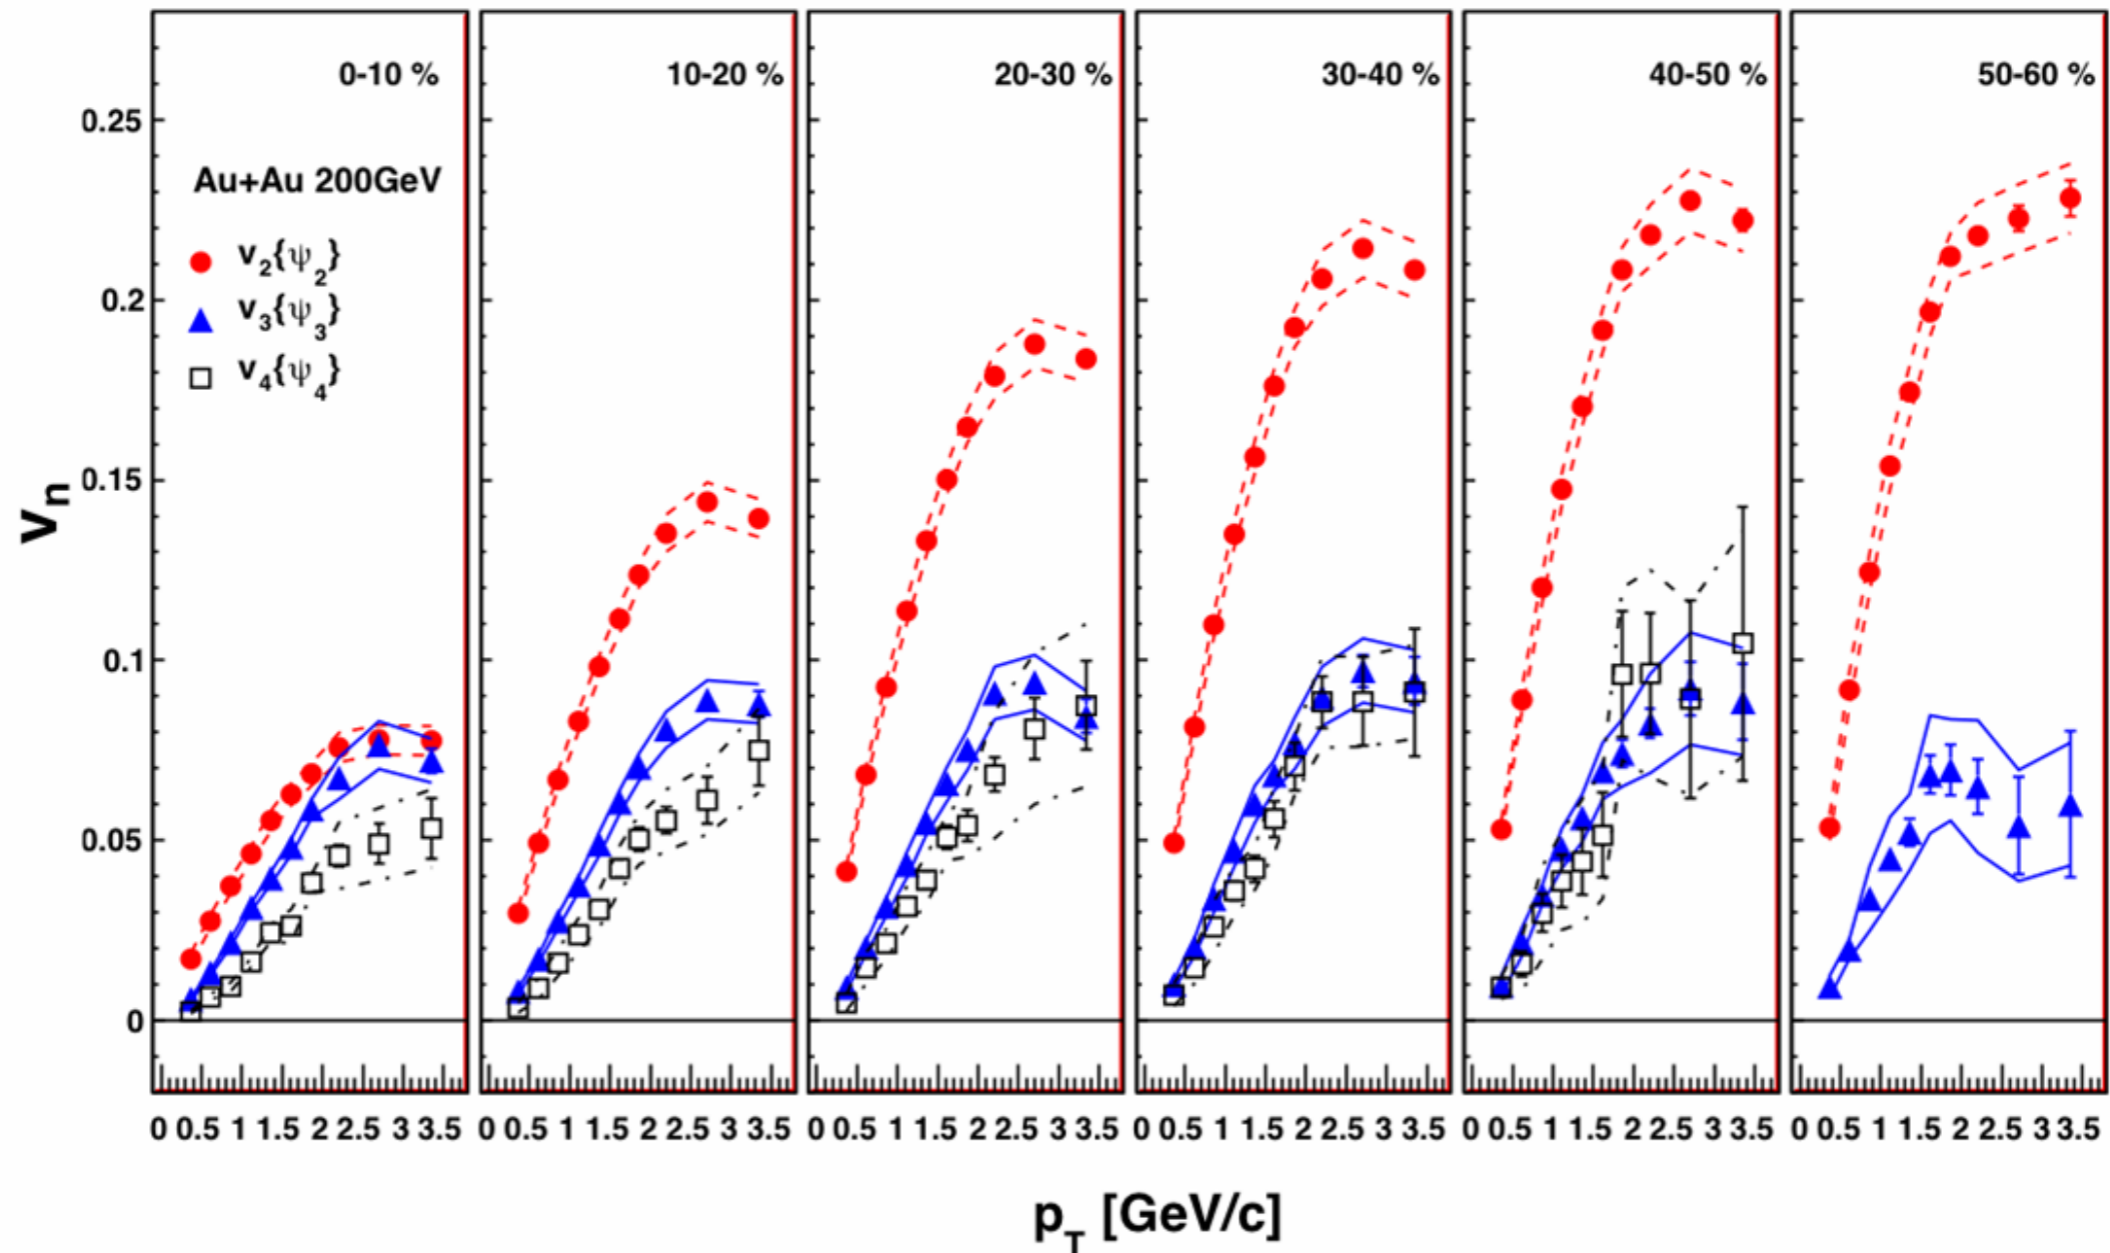 0-10 %
10-20 %
20-30 %
30-40 %
40-50 %
50-60 %
0.25
0.2
0.15
0.1
0.05
0
Vn
Au+Au 200GeV
v2{ψ2}
v3{ψ3}
v4{ψ4}
0 0.5 1 1.5 2 2.5 3 3.5
0 0.5 1 1.5 2 2.5 3 3.5
0 0.5 1 1.5 2 2.5 3 3.5
0 0.5 1 1.5 2 2.5 3 3.5
0 0.5 1 1.5 2 2.5 3 3.5
0 0.5 1 1.5 2 2.5 3 3.5
pT [GeV/c]